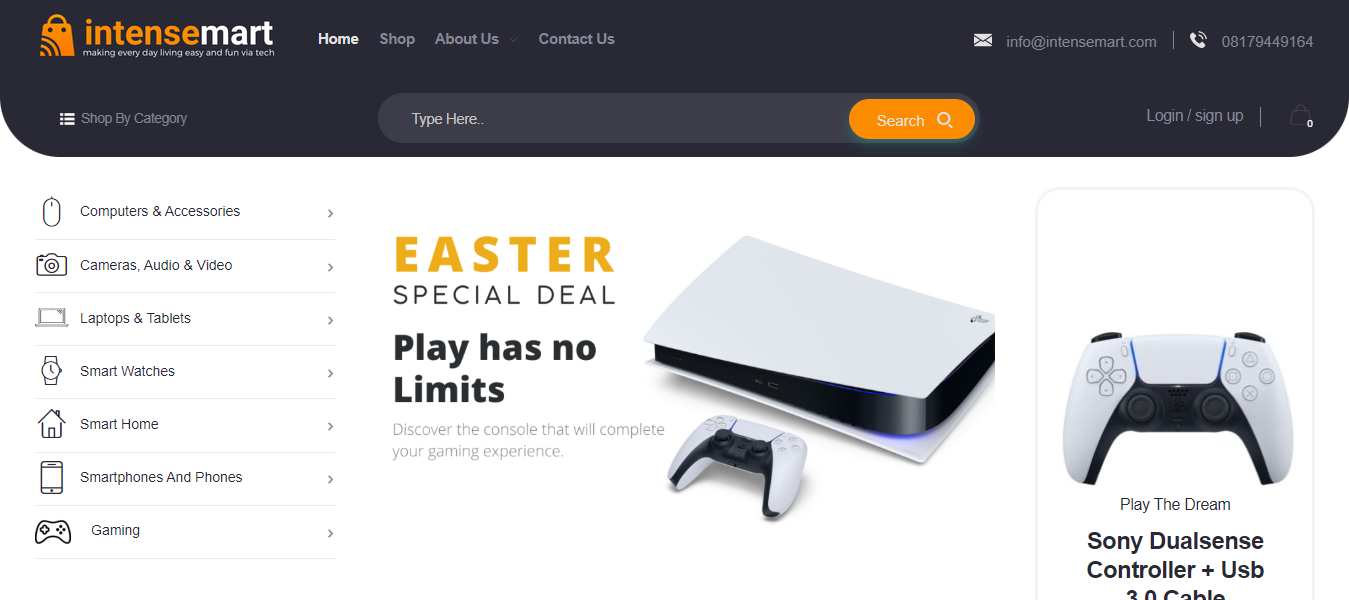 intensemart
making every day living easy and fun via tech
Home Shop About Us Contact Us
info@intensemart.com 08179449164
Shop By Category
Type Here..
Search
Login / sign up
0
Computers & Accessories
Cameras, Audio & Video
Laptops & Tablets
Smart Watches
Smart Home
Smartphones And Phones
Gaming
EASTER
SPECIAL DEAL
Play has no
Limits
Discover the console that will complete
your gaming experience.
Play The Dream
Sony Dualsense
Controller + Usb
3.0 Cable